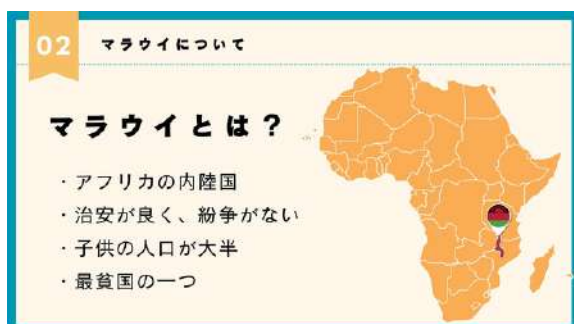 02
マラウイについて
マラウイとは？
・アフリカの内陸国
・治安が良く、紛争がない
・子供の人口が大半
・最貧国の一つ